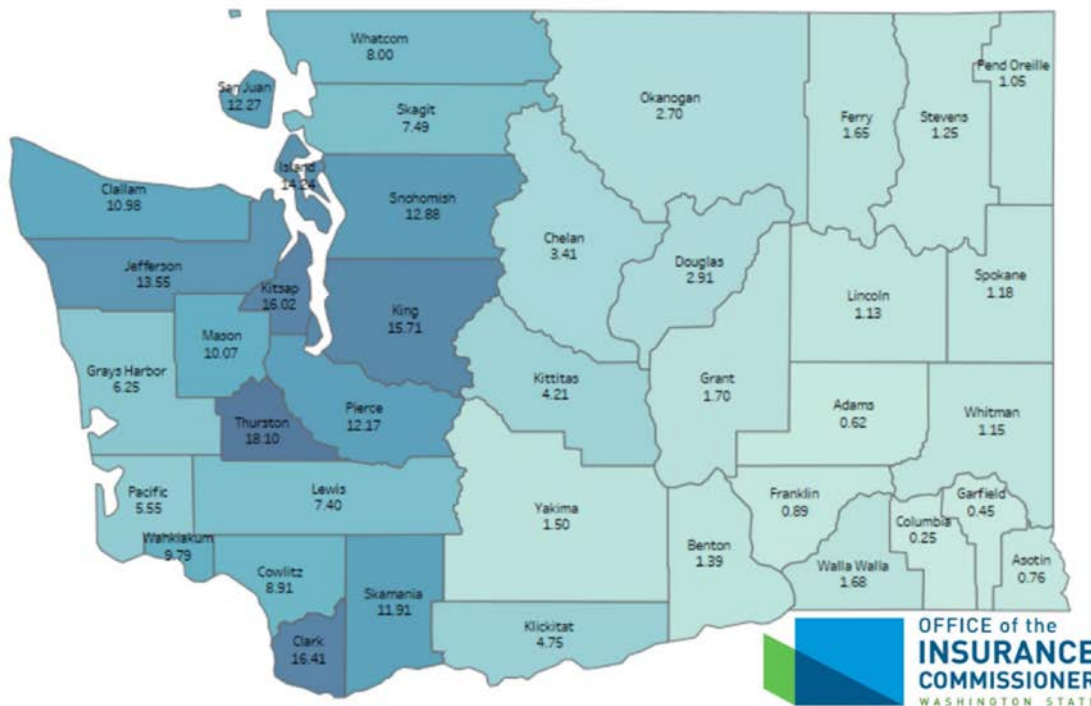 Whatcom
8.00
San Juan
12.27
Skagit
7.49
Okanogan
2.70
Ferry
1.65
Stevens
1.25
Pend Oreille
1.05
Island
14.24
Clallam
10.98
Snohomish
12.88
Jefferson
13.55
Kitsap
16.02
King
15.71
Chelan
3.41
Douglas
2.91
Lincoln
1.13
Spokane
1.18
Mason
10.07
Grays Harbor
6.25
Thurston
18.10
Pierce
12.17
Kittitas
4.21
Grant
1.70
Adams
0.62
Whitman
1.15
Pacific
5.55
Lewis
7.40
Yakima
1.50
Benton
1.39
Franklin
0.89
Walla Walla
1.68
Columbia
0.25
Garfield
0.45
Asotin
0.76
Wahkiakum
9.79
Cowlitz
8.91
Skamania
11.91
Clark
16.41
Klickitat
4.75
OFFICE of the
INSURANCE
COMMISSIONER
WASHINGTON STATE